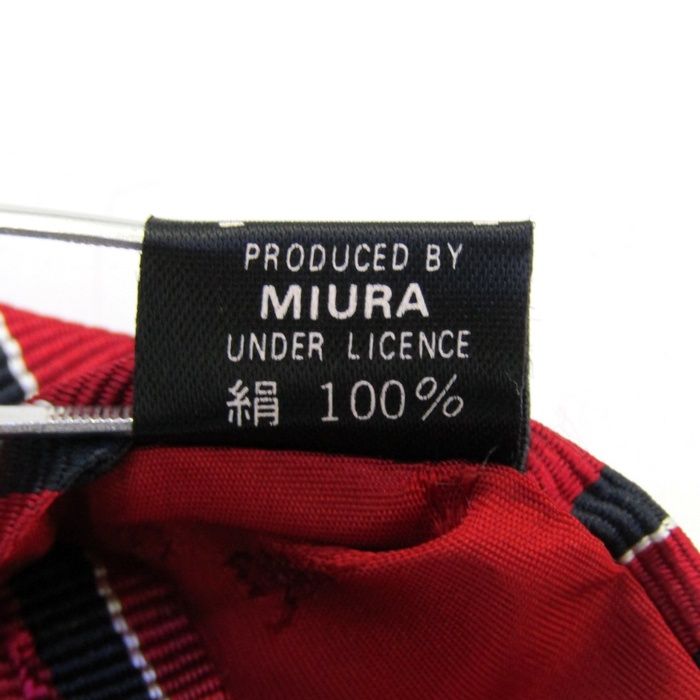 PRODUCED BY
MIURA
UNDER LICENCE
絹 100%